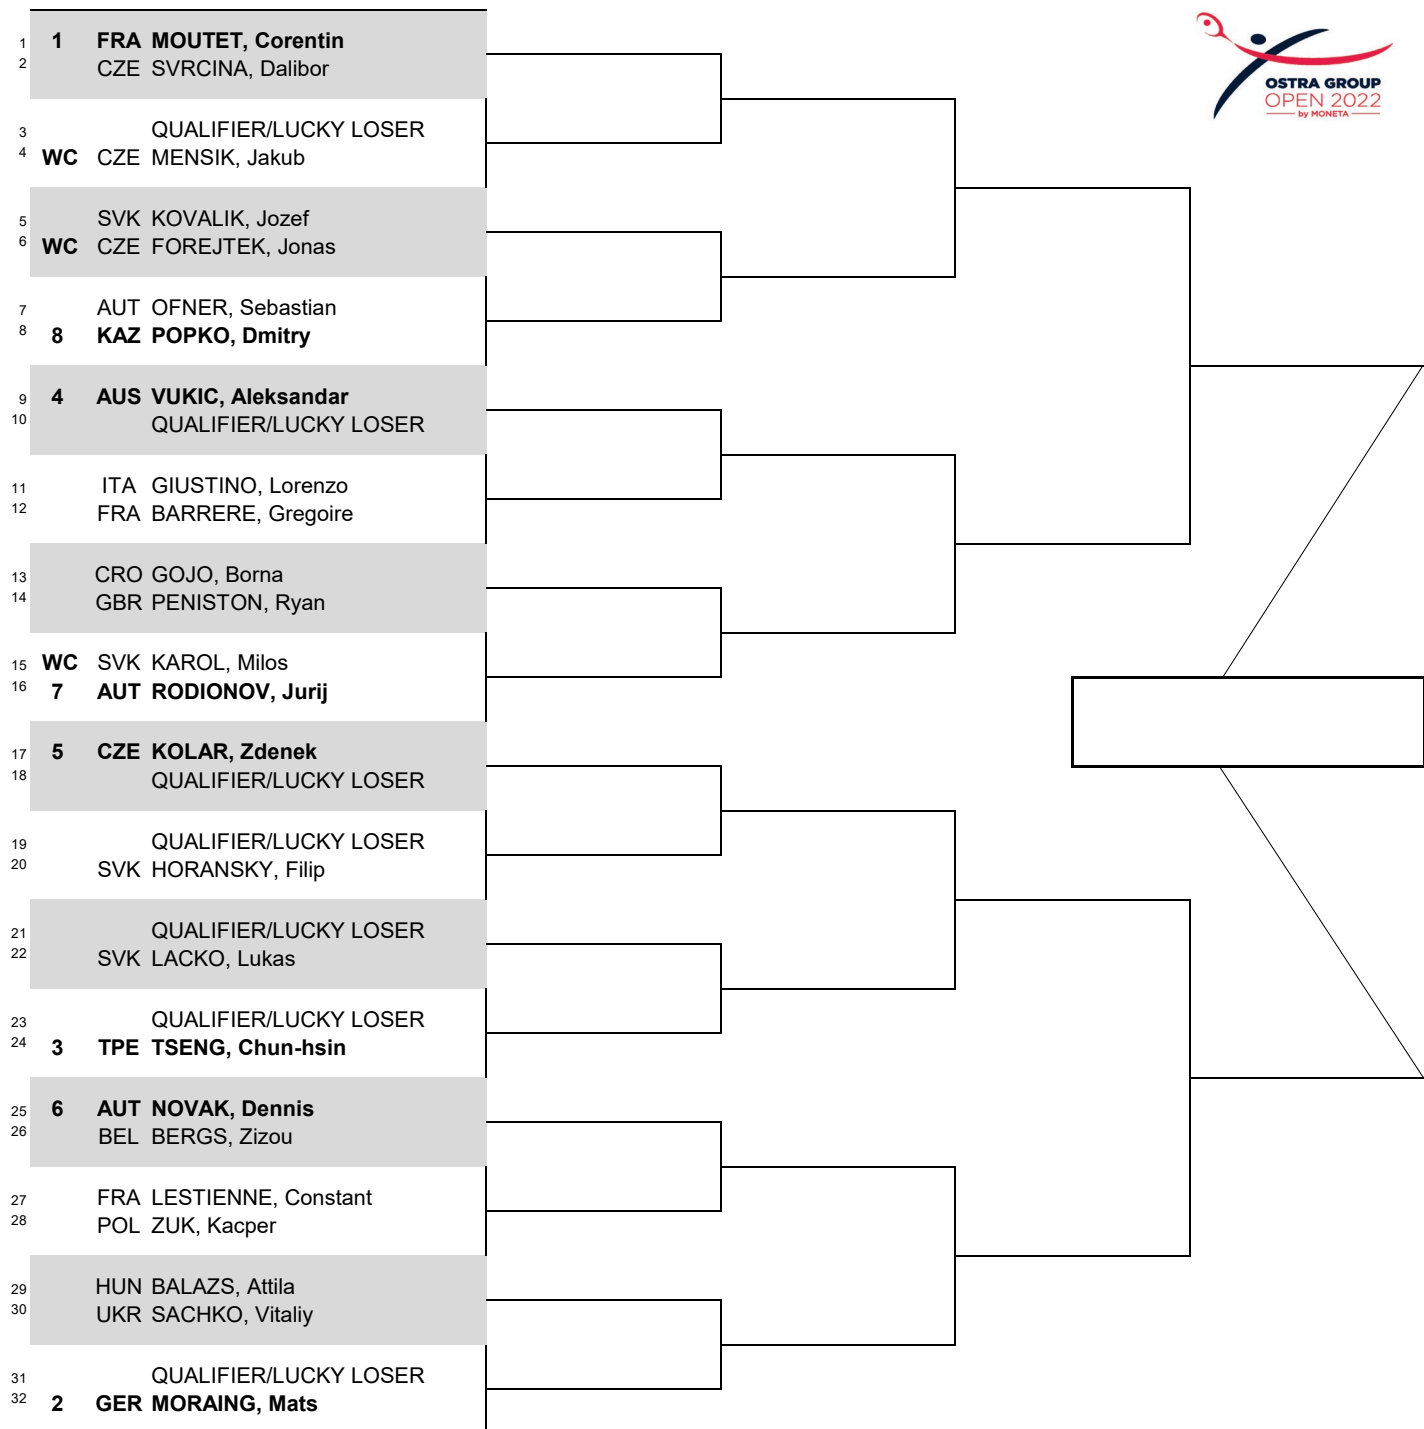 OSTRA GROUP
OPEN 2022
by MONETA
1 1 FRA MOUTET, Corentin
2 CZE SVRCINA, Dalibor
3 QUALIFIER/LUCKY LOSER
4 WC CZE MENSIK, Jakub
5 SVK KOVALIK, Jozef
6 WC CZE FOREJTEK, Jonas
7 AUT OFNER, Sebastian
8 8 KAZ POPKO, Dmitry
9 4 AUS VUKIC, Aleksandar
10 QUALIFIER/LUCKY LOSER
11 ITA GIUSTINO, Lorenzo
12 FRA BARRERE, Gregoire
13 CRO GOJO, Borna
14 GBR PENISTON, Ryan
15 WC SVK KAROL, Milos
16 7 AUT RODIONOV, Jurij
17 5 CZE KOLAR, Zdenek
18 QUALIFIER/LUCKY LOSER
19 QUALIFIER/LUCKY LOSER
20 SVK HORANSKY, Filip
21 QUALIFIER/LUCKY LOSER
22 SVK LACKO, Lukas
23 QUALIFIER/LUCKY LOSER
24 3 TPE TSENG, Chun-hsin
25 6 AUT NOVAK, Dennis
26 BEL BERGS, Zizou
27 FRA LESTIENNE, Constant
28 POL ZUK, Kacper
29 HUN BALAZS, Attila
30 UKR SACHKO, Vitaliy
31 QUALIFIER/LUCKY LOSER
32 2 GER MORAING, Mats